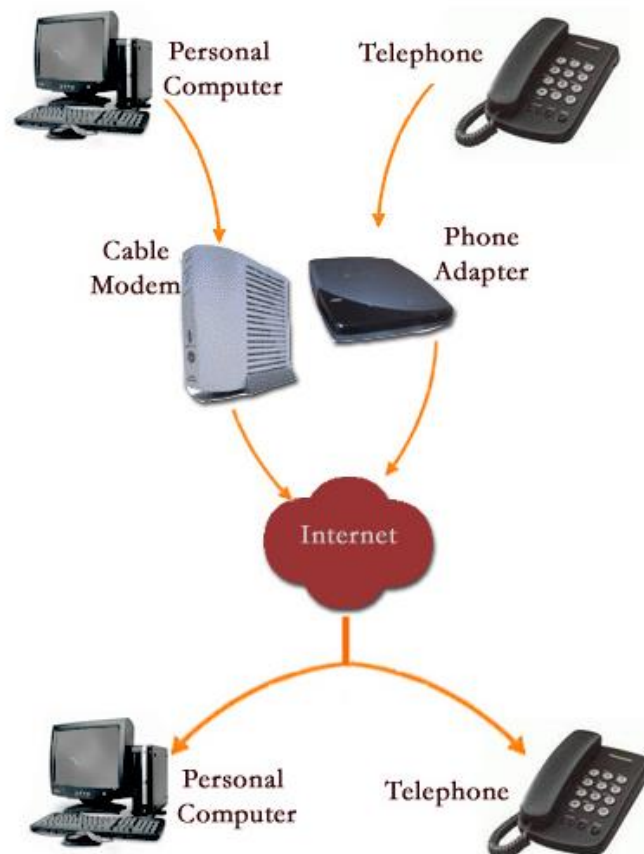 Personal
Computer
Telephone
Cable
Modem
Phone
Adapter
Internet
Personal
Computer
Telephone